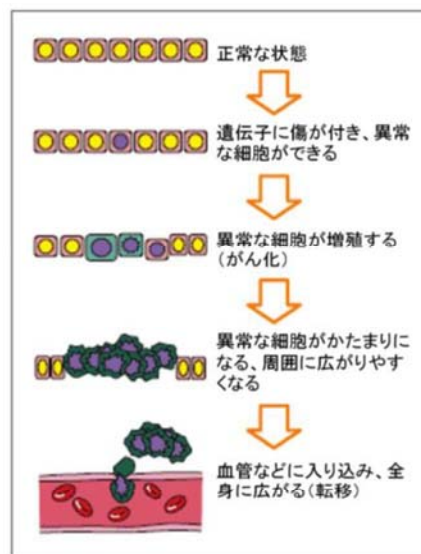 正常な状態
遺伝子に傷が付き、異常
な細胞ができる
異常な細胞が増殖する
(がん化)
異常な細胞がかたまりに
なる、周囲に広がりやす
くなる
血管などに入り込み、全
身に広がる(転移)